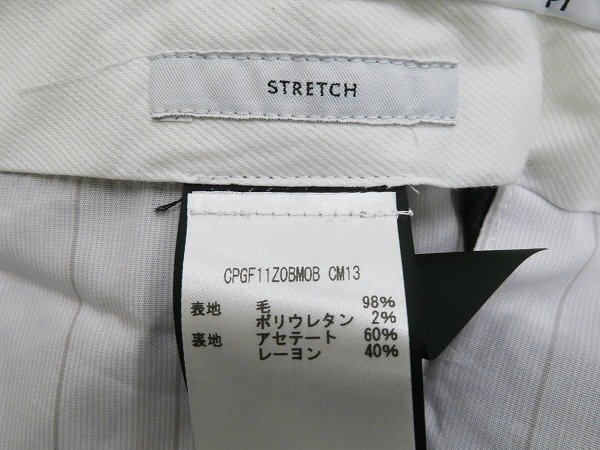 STRETCH
CPGF11ZOBMOB CM13
表地 毛 98%
ポリウレタン 2%
裏地 アセテート 60%
レーヨン 40%